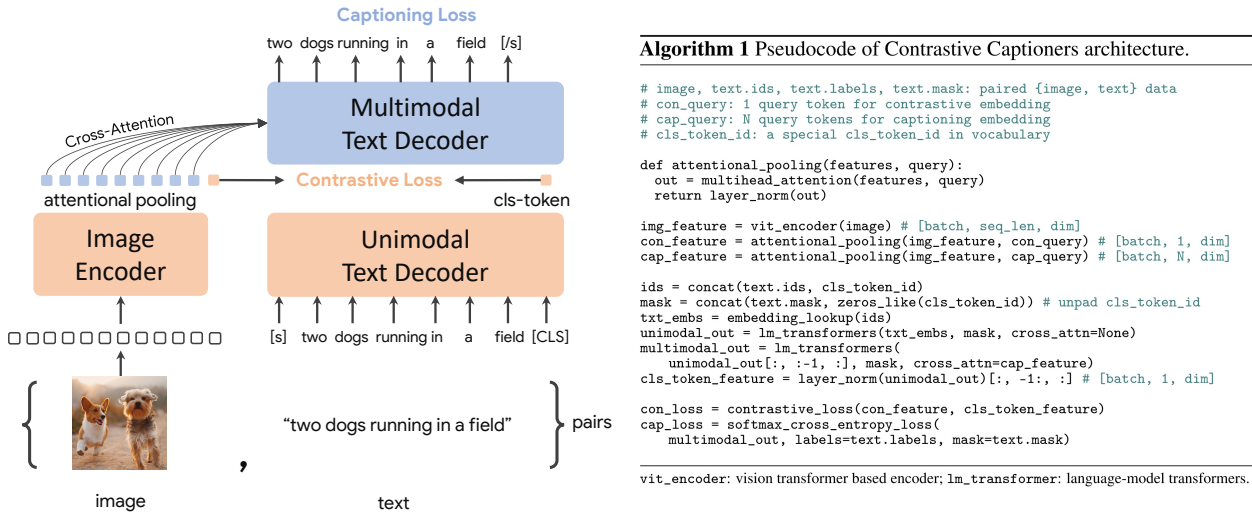 Captioning Loss
two dogs running in a field [/s]
Multimodal
Text Decoder
Cross-Attention
Contrastive Loss
attentional pooling
cls-token
Image
Encoder
Unimodal
Text Decoder
[s] two dogs running in a field [CLS]
“two dogs running in a field”
pairs
,
image
text
Algorithm 1 Pseudocode of Contrastive Captioners architecture.
# image, text.ids, text.labels, text.mask: paired {image, text} data
# con_query: 1 query token for contrastive embedding
# cap_query: N query tokens for captioning embedding
# cls_token_id: a special cls_token_id in vocabulary
def attentional_pooling(features, query):
out = multihead_attention(features, query)
return layer_norm(out)
img_feature = vit_encoder(image) # [batch, seq_len, dim]
con_feature = attentional_pooling(img_feature, con_query) # [batch, 1, dim]
cap_feature = attentional_pooling(img_feature, cap_query) # [batch, N, dim]
ids = concat(text.ids, cls_token_id)
mask = concat(text.mask, zeros_like(cls_token_id)) # unpad cls_token_id
txt_embs = embedding_lookup(ids)
unimodal_out = lm_transformers(txt_embs, mask, cross_attn=None)
multimodal_out = lm_transformers(
unimodal_out[:, :-1, :], mask, cross_attn=cap_feature)
cls_token_feature = layer_norm(unimodal_out)[:, -1:, :] # [batch, 1, dim]
con_loss = contrastive_loss(con_feature, cls_token_feature)
cap_loss = softmax_cross_entropy_loss(
multimodal_out, labels=text.labels, mask=text.mask)
vit_encoder: vision transformer based encoder; lm_transformer: language-model transformers.